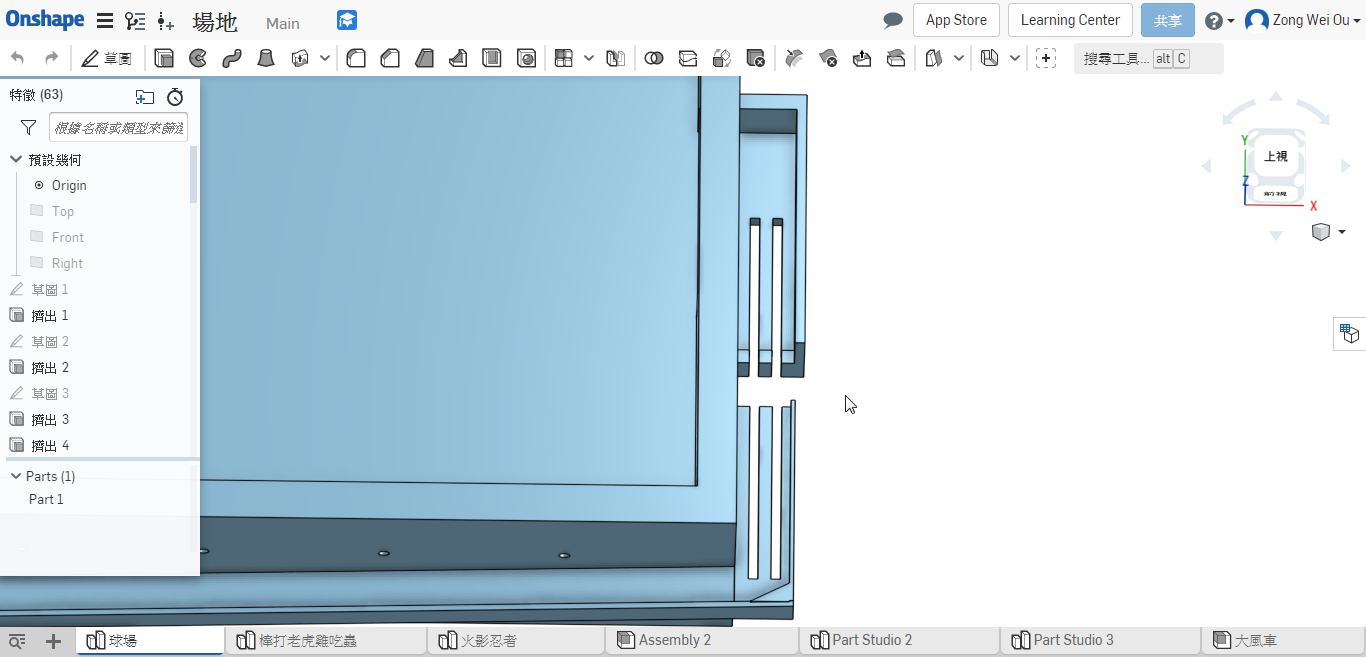 Onshape 場地 Main App Store Learning Center 共享 Zong Wei Ou
草圖 搜尋工具... alt C
特徵 (63)
根據名稱或類型來篩選
預設幾何
Origin
Top
Front
Right
草圖 1
擠出 1
草圖 2
擠出 2
草圖 3
擠出 3
擠出 4
Parts (1)
Part 1
Y
上視
Z
X
球場 棒打老虎雞吃蟲 火影忍者 Assembly 2 Part Studio 2 Part Studio 3 大風車